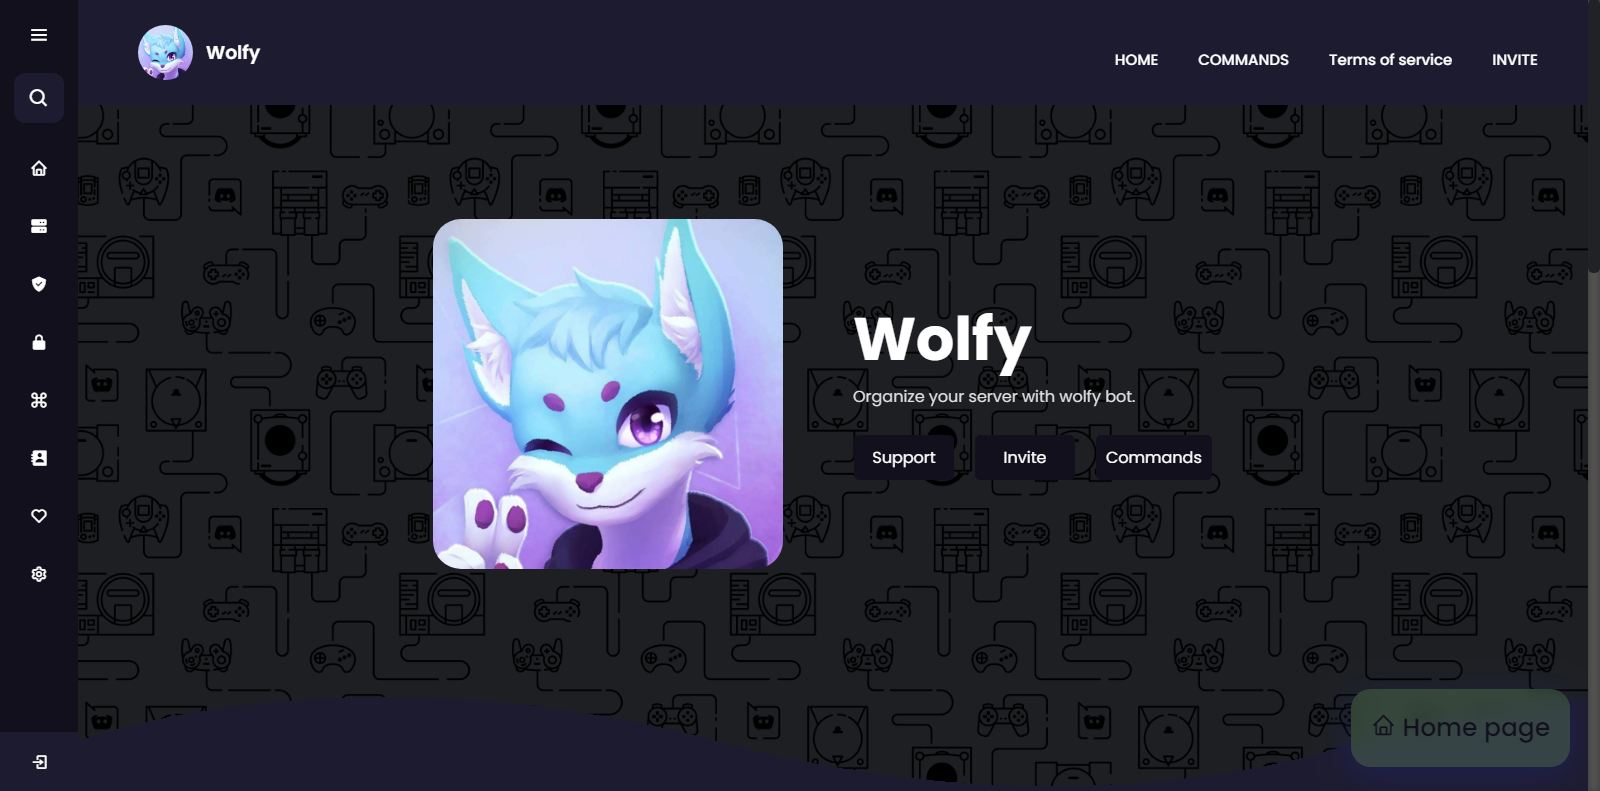 Wolfy
HOME COMMANDS Terms of service INVITE
Wolfy
Organize your server with wolfy bot.
Support Invite Commands
Home page